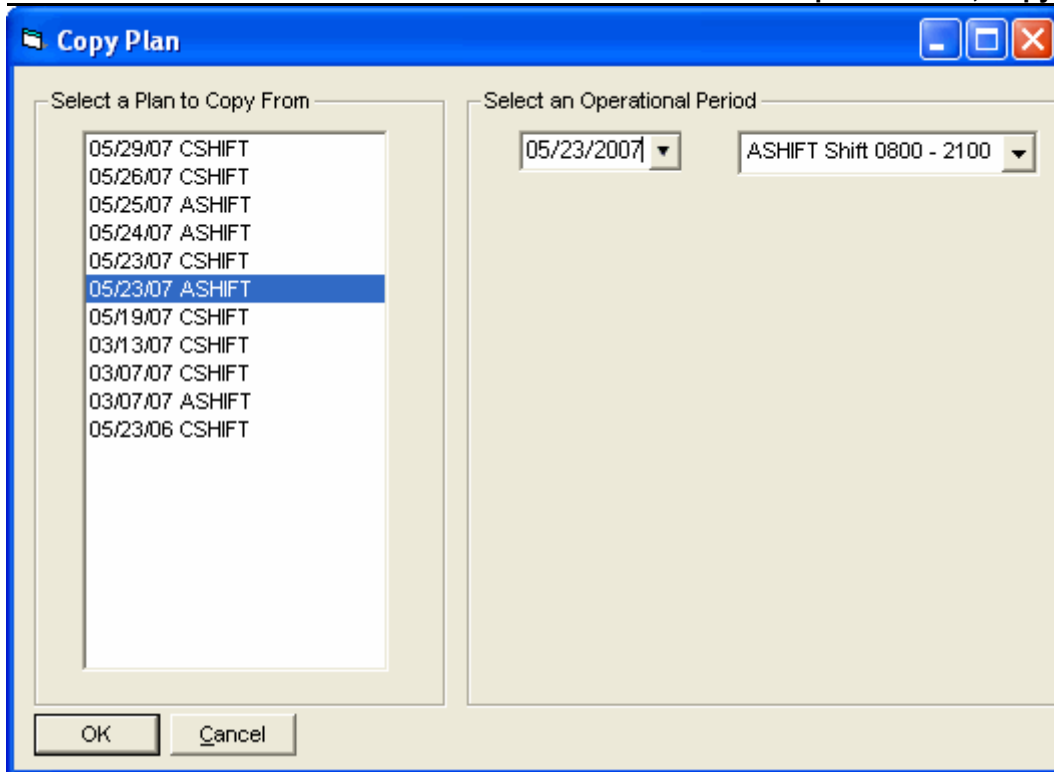 Copy Plan
Select a Plan to Copy From
05/29/07 CSHIFT
05/26/07 CSHIFT
05/25/07 ASHIFT
05/24/07 ASHIFT
05/23/07 CSHIFT
05/23/07 ASHIFT
05/19/07 CSHIFT
03/13/07 CSHIFT
03/07/07 CSHIFT
03/07/07 ASHIFT
05/23/06 CSHIFT
Select an Operational Period
05/23/2007
ASHIFT Shift 0800 - 2100
OK
Cancel